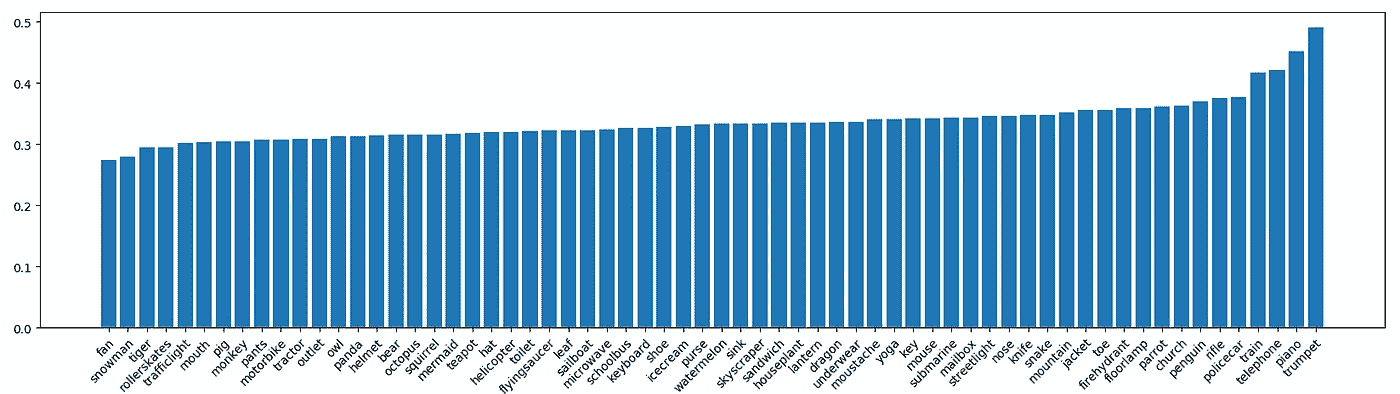 0.5
0.4
0.3
0.2
0.1
0.0
fan
snowman
tiger
rollerskates
trafficlight
mouth
pig
monkey
pants
motorbike
tractor
outlet
owl
panda
helmet
bear
octopus
squirrel
mermaid
teapot
hat
helicopter
toilet
flyingsaucer
leaf
sailboat
microwave
schoolbus
keyboard
shoe
icecream
purse
watermelon
sink
skyscraper
sandwich
houseplant
lantern
dragon
underwear
moustache
yoga
key
mouse
submarine
mailbox
streetlight
nose
knife
snake
mountain
jacket
toe
firehydrant
floorlamp
parrot
church
penguin
rifle
policecar
train
telephone
piano
trumpet